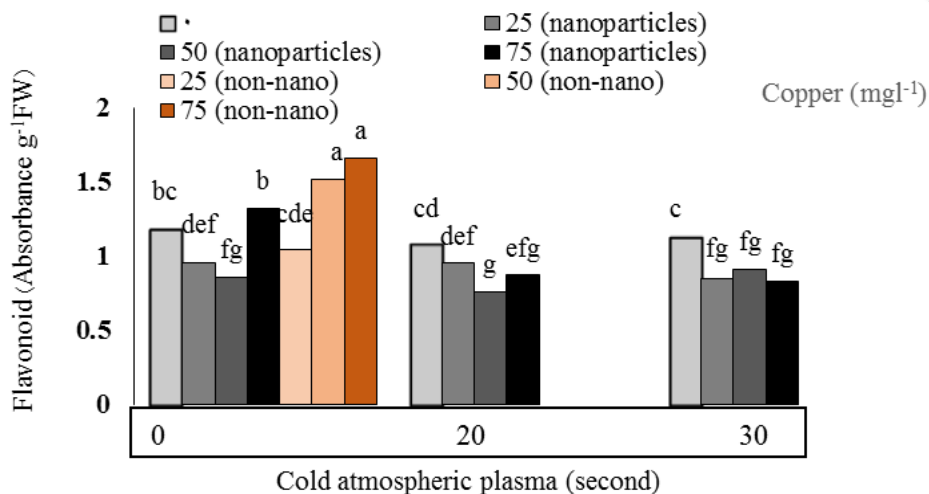 ٠
25 (nanoparticles)
50 (nanoparticles)
75 (nanoparticles)
25 (non-nano)
50 (non-nano)
75 (non-nano)
Copper (mgl⁻¹)
Flavonoid (Absorbance g⁻¹FW)
2
1.5
1
0.5
0
bc
def
fg
b
cde
a
a
cd
def
g
efg
c
fg
fg
fg
0 20 30
Cold atmospheric plasma (second)